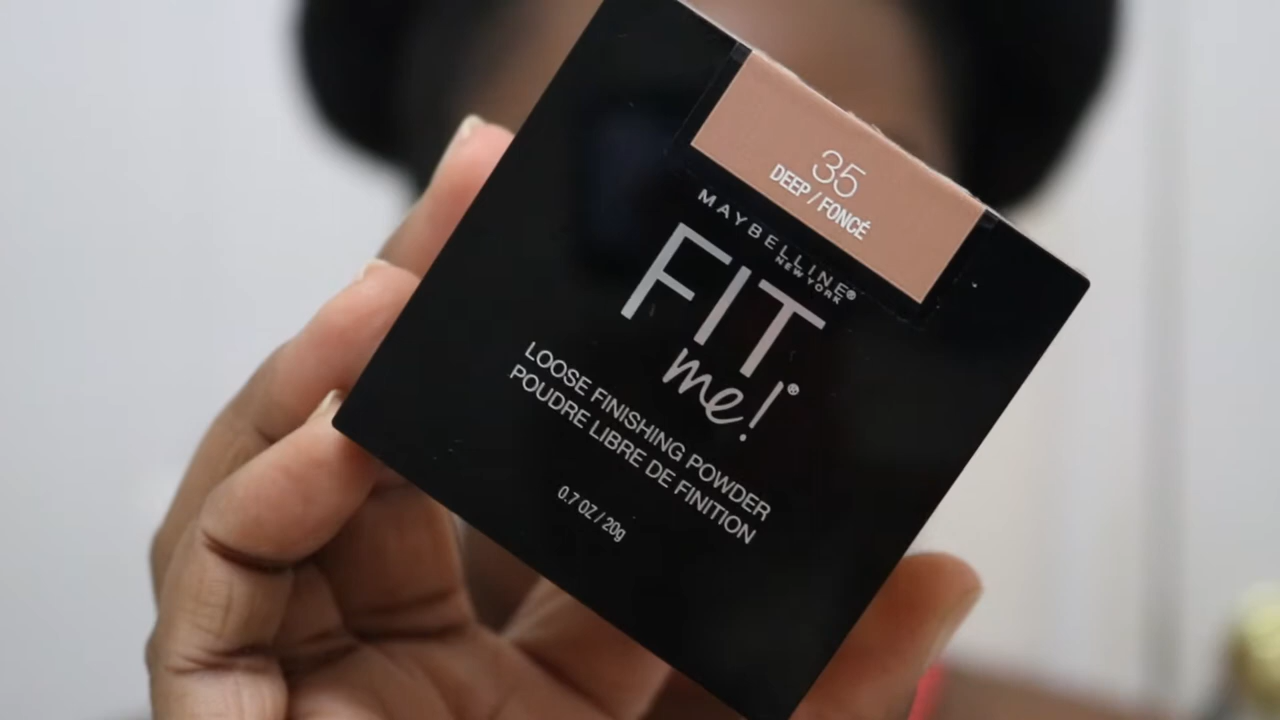 35
DEEP / FONCÉ
MAYBELLINE®
NEW YORK
FIT
me!®
LOOSE FINISHING POWDER
POUDRE LIBRE DE FINITION
0.7 OZ / 20g